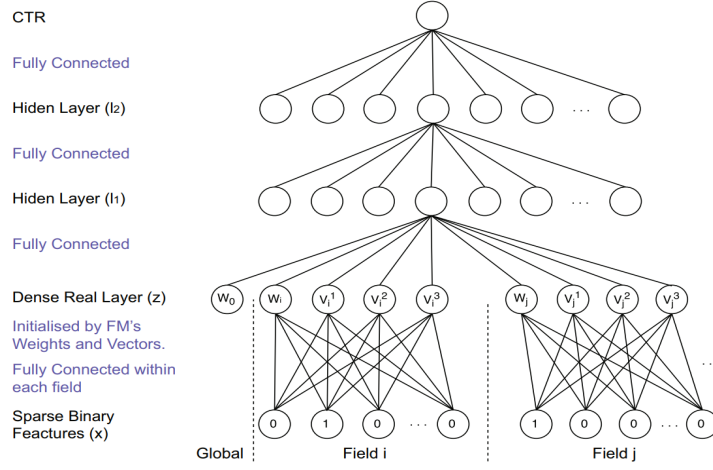 CTR
Fully Connected
Hiden Layer (l2)
. . .
Fully Connected
Hiden Layer (l1)
. . .
Fully Connected
Dense Real Layer (z)
W0 Wi Vi1 Vi2 Vi3 Wj Vj1 Vj2 Vj3
Initialised by FM's
Weights and Vectors.
Fully Connected within
each field
. .
Sparse Binary
Feactures (x)
0 1 0 . . . 0 1 0 0 . . . 0
Global Field i Field j